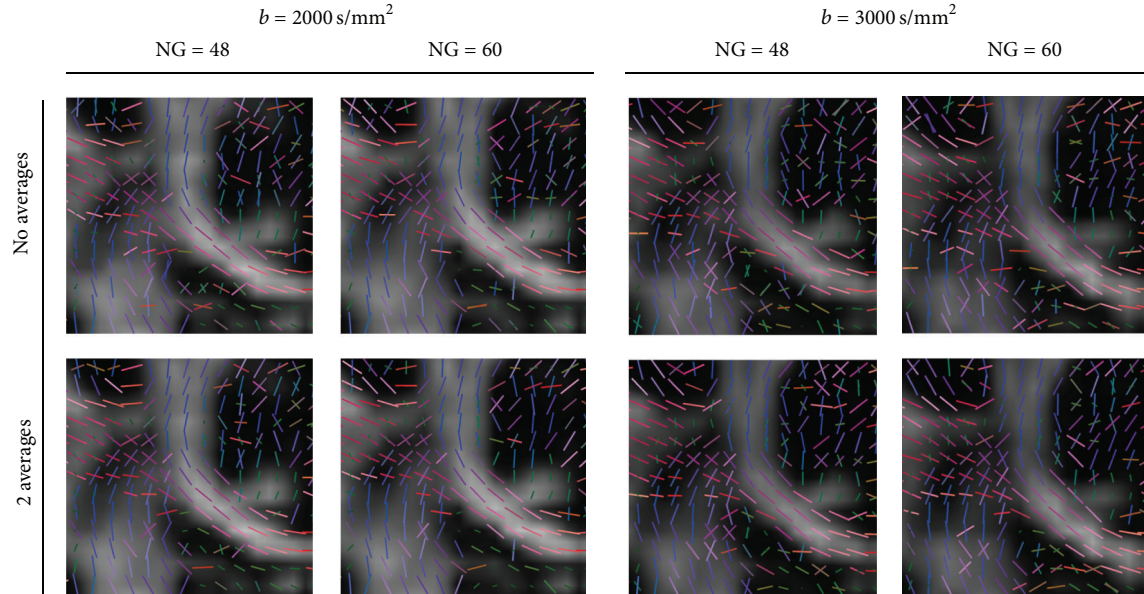 b = 2000 s/mm²
b = 3000 s/mm²
NG = 48
NG = 60
NG = 48
NG = 60
No averages
2 averages